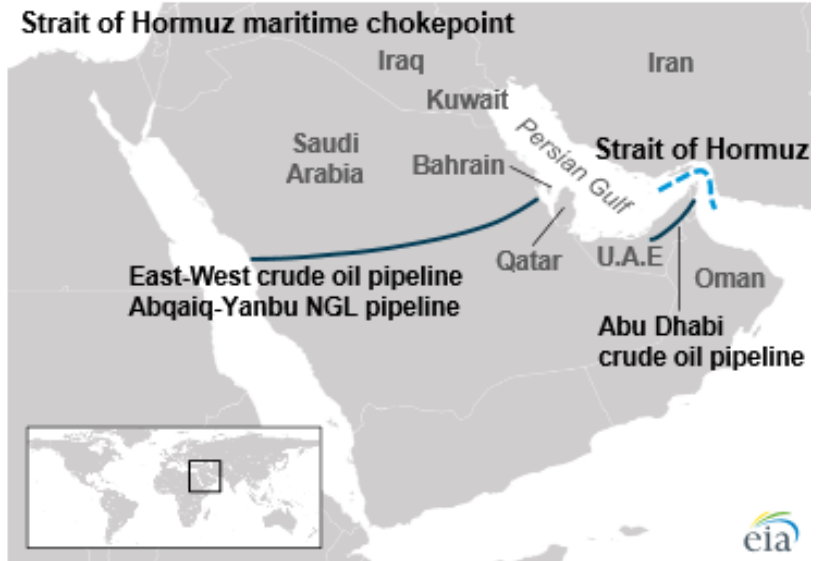 Strait of Hormuz maritime chokepoint
Iraq
Iran
Kuwait
Saudi
Arabia
Bahrain
Persian Gulf
Strait of Hormuz
Qatar
U.A.E
Oman
East-West crude oil pipeline
Abqaiq-Yanbu NGL pipeline
Abu Dhabi
crude oil pipeline
eia